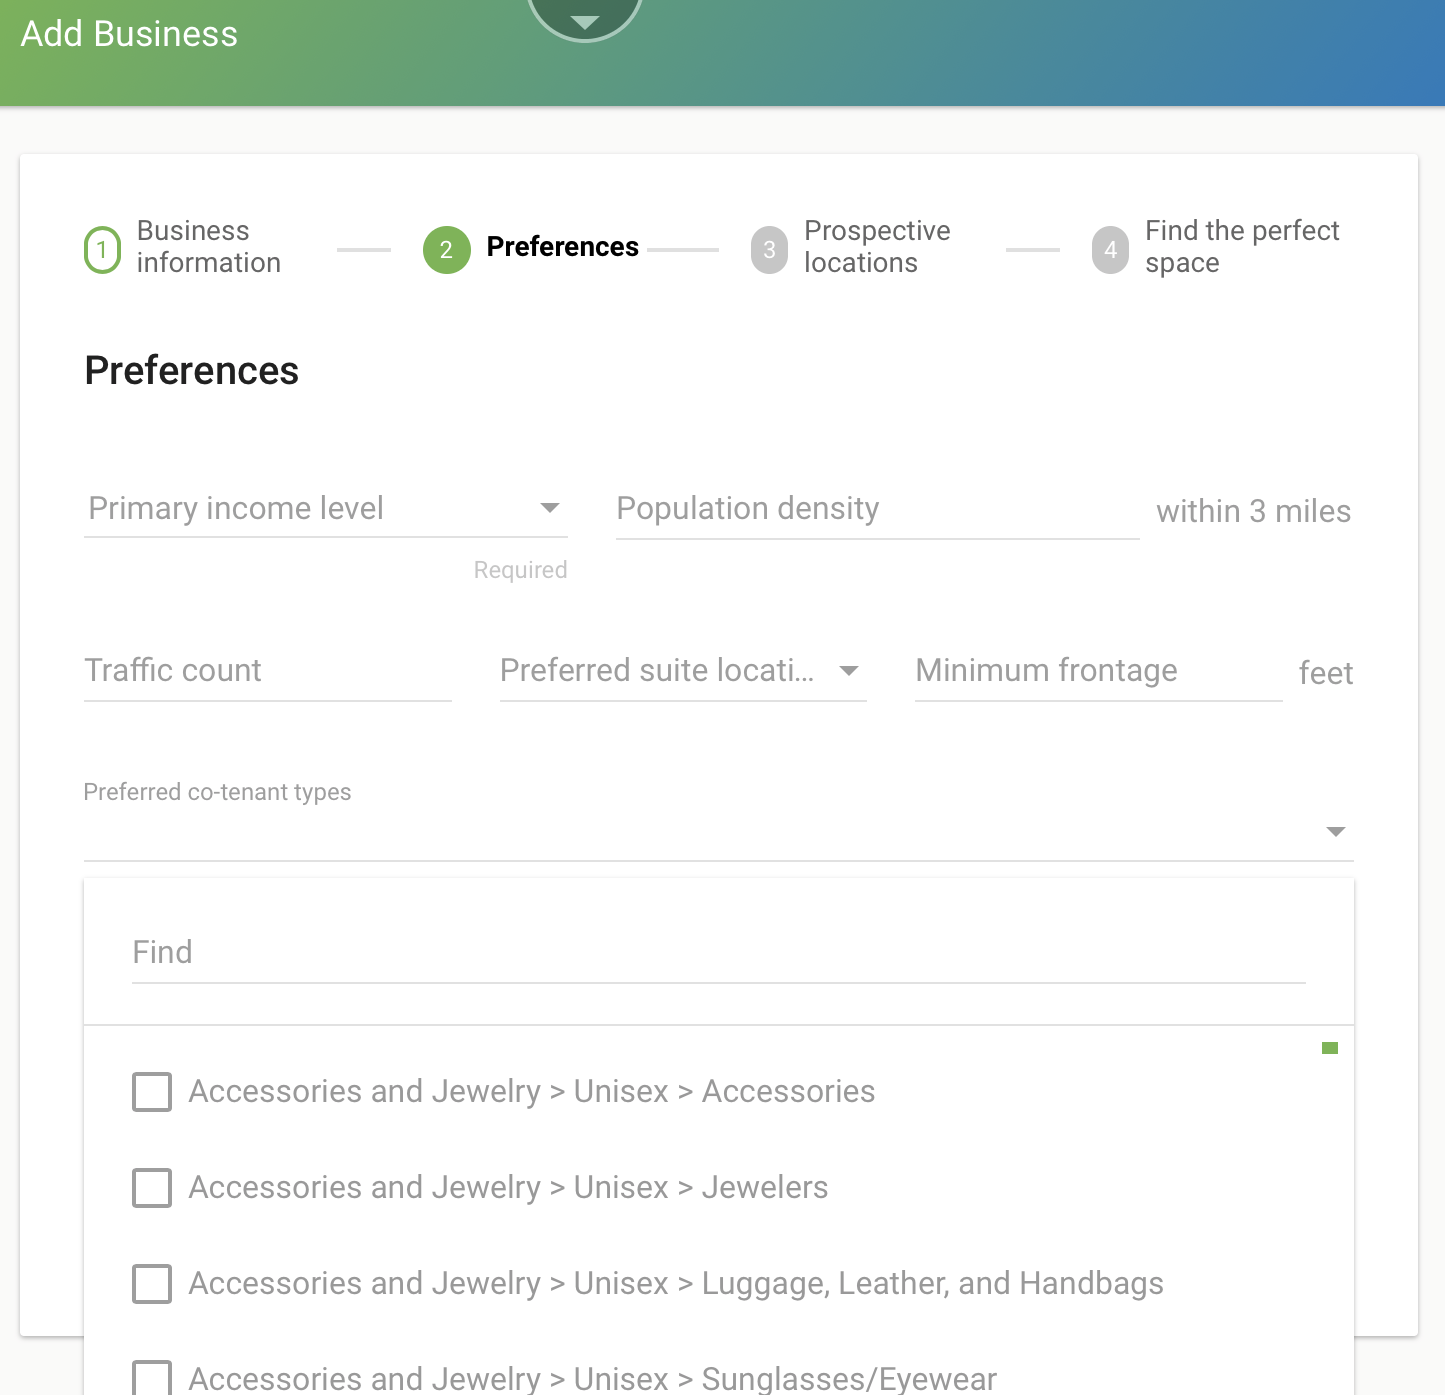 Add Business
1 Business information
2 Preferences
3 Prospective locations
4 Find the perfect space
Preferences
Primary income level
Population density within 3 miles
Required
Traffic count
Preferred suite locati...
Minimum frontage feet
Preferred co-tenant types
Find
Accessories and Jewelry > Unisex > Accessories
Accessories and Jewelry > Unisex > Jewelers
Accessories and Jewelry > Unisex > Luggage, Leather, and Handbags
Accessories and Jewelry > Unisex > Sunglasses/Eyewear